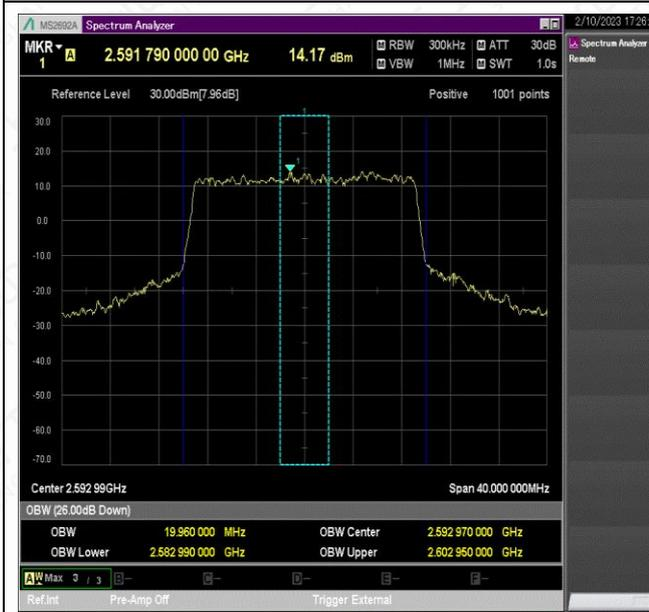 MS2692A Spectrum Analyzer
2/10/2023 17:26:
MKR 1 A 2.591 790 000 00 GHz 14.17 dBm
M RBW 300kHz M ATT 30dB
M VBW 1MHz M SWT 1.0s
Spectrum Analyzer
Remote
Reference Level 30.00dBm[7.96dB] Positive 1001 points
30.0
20.0
10.0
0.0
-10.0
-20.0
-30.0
-40.0
-50.0
-60.0
-70.0
1
1
Center 2.592 99GHz Span 40.000 000MHz
OBW (26.00dB Down)
OBW 19.960 000 MHz OBW Center 2.592 970 000 GHz
OBW Lower 2.582 990 000 GHz OBW Upper 2.602 950 000 GHz
A W Max 3 / 3 B- C- D- E- F-
Ref.Int Pre-Amp Off Trigger External